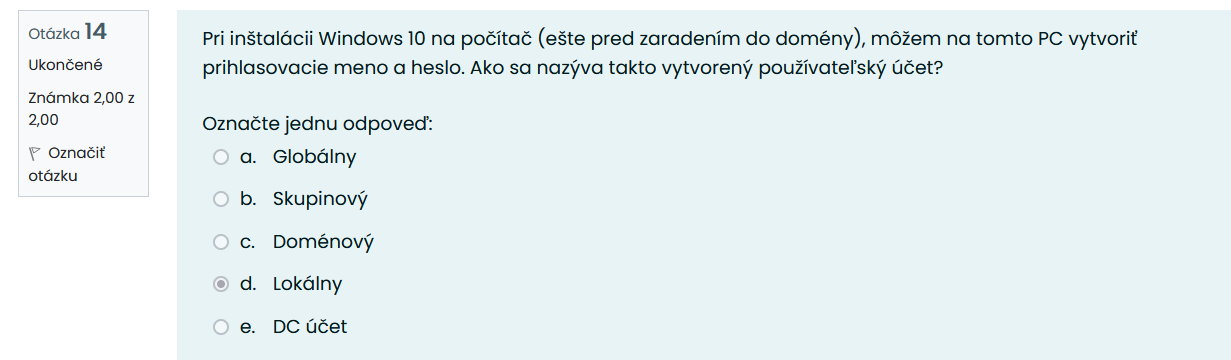 Otázka 14
Ukončené
Známka 2,00 z
2,00
Označiť
otázku
Pri inštalácii Windows 10 na počítač (ešte pred zaradením do domény), môžem na tomto PC vytvoriť
prihlasovacie meno a heslo. Ako sa nazýva takto vytvorený používateľský účet?
Označte jednu odpoveď:
a. Globálny
b. Skupinový
c. Doménový
d. Lokálny
e. DC účet